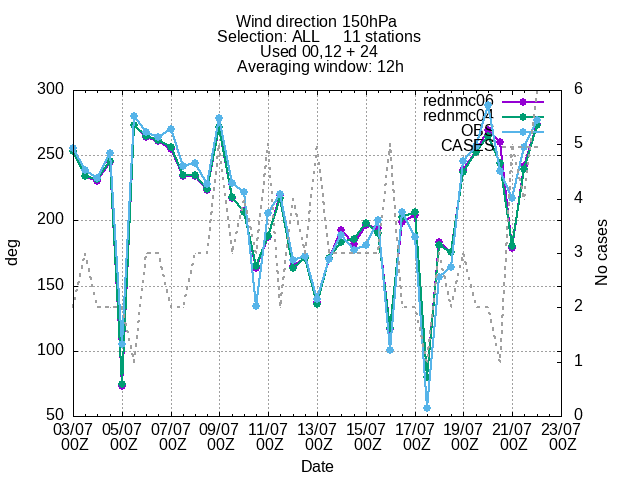 Wind direction 150hPa
Selection: ALL 11 stations
Used 00,12 + 24
Averaging window: 12h
rednmc06
rednmc04
OBS
CASES
300
250
200
150
100
50
deg
6
5
4
3
2
1
0
No cases
03/07 05/07 07/07 09/07 11/07 13/07 15/07 17/07 19/07 21/07 23/07
00Z 00Z 00Z 00Z 00Z 00Z 00Z 00Z 00Z 00Z 00Z
Date